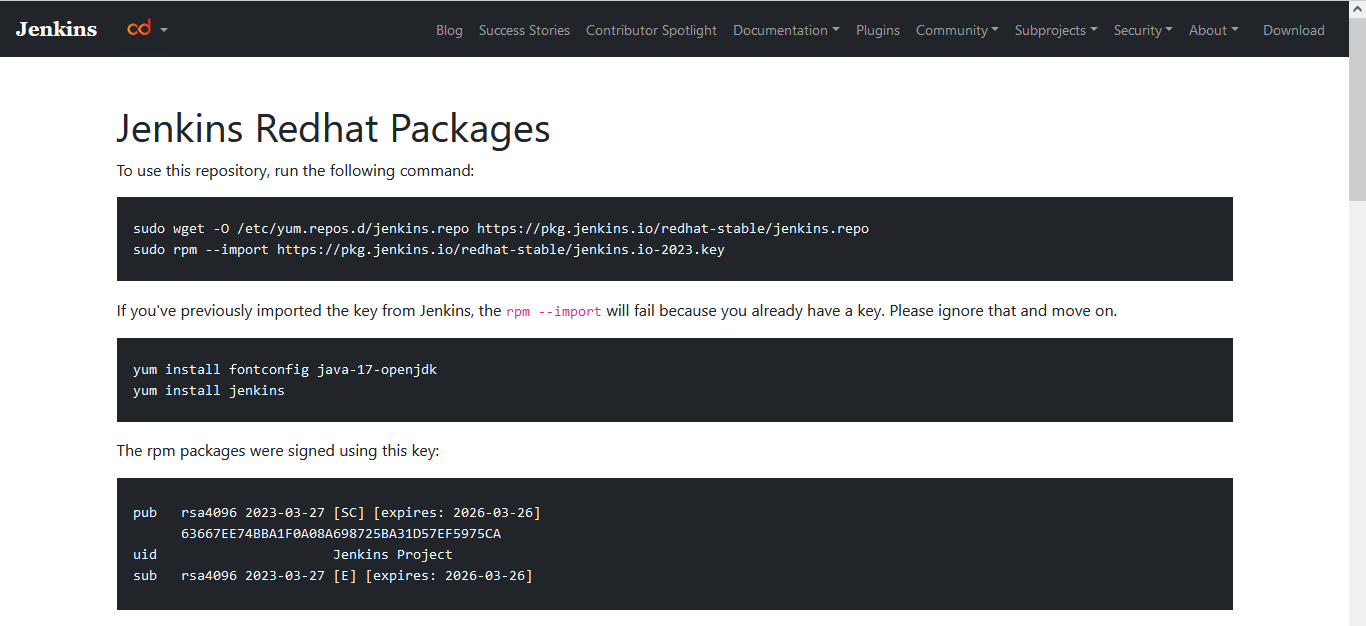 Jenkins cd Blog Success Stories Contributor Spotlight Documentation Plugins Community Subprojects Security About Download
Jenkins Redhat Packages
To use this repository, run the following command:
sudo wget -O /etc/yum.repos.d/jenkins.repo https://pkg.jenkins.io/redhat-stable/jenkins.repo
sudo rpm --import https://pkg.jenkins.io/redhat-stable/jenkins.io-2023.key
If you've previously imported the key from Jenkins, the rpm --import will fail because you already have a key. Please ignore that and move on.
yum install fontconfig java-17-openjdk
yum install jenkins
The rpm packages were signed using this key:
pub   rsa4096 2023-03-27 [SC] [expires: 2026-03-26]
      63667EE74BBA1F0A08A698725BA31D57EF5975CA
uid                      Jenkins Project
sub   rsa4096 2023-03-27 [E] [expires: 2026-03-26]